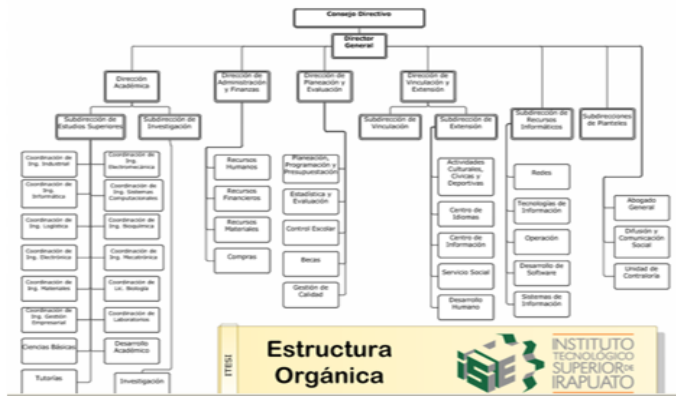 Consejo Directivo
Director
General
Dirección
Académica
Dirección de
Administración
y Finanzas
Dirección de
Planeación y
Evaluación
Dirección de
Vinculación y
Extensión
Subdirección de
Estudios Superiores
Subdirección de
Investigación
Subdirección de
Vinculación
Subdirección de
Extensión
Subdirección de
Recursos
Informáticos
Subdirecciones
de Planteles
Coordinación de
Ing. Industrial
Coordinación de
Ing.
Electromecánica
Coordinación de
Ing.
Informática
Coordinación de
Ing. Sistemas
Computacionales
Coordinación de
Ing. Logística
Coordinación de
Ing. Bioquímica
Coordinación de
Ing. Electrónica
Coordinación de
Ing. Mecatrónica
Coordinación de
Ing. Materiales
Coordinación de
Lic. Biología
Coordinación de
Ing. Gestión
Empresarial
Coordinación de
Laboratorios
Ciencias Básicas
Desarrollo
Académico
Tutorías
Investigación
Recursos
Humanos
Recursos
Financieros
Recursos
Materiales
Compras
Planeación,
Programación y
Presupuestación
Estadística y
Evaluación
Control Escolar
Becas
Gestión de
Calidad
Actividades
Culturales,
Cívicas y
Deportivas
Centro de
Idiomas
Centro de
Información
Servicio Social
Desarrollo
Humano
Redes
Tecnologías de
Información
Operación
Desarrollo de
Software
Sistemas de
Información
Abogado
General
Difusión y
Comunicación
Social
Unidad de
Contraloría
ITESI
Estructura
Orgánica
INSTITUTO
TECNOLÓGICO
SUPERIOR DE
IRAPUATO